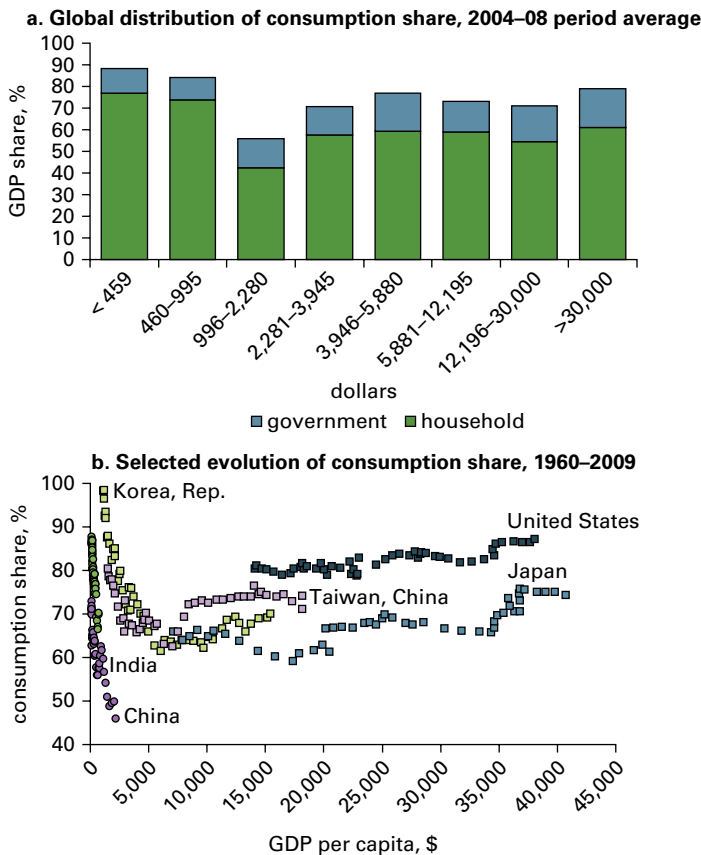 a. Global distribution of consumption share, 2004–08 period average
GDP share, %
100
90
80
70
60
50
40
30
20
10
0
< 459
460–995
996–2,280
2,281–3,945
3,946–5,880
5,881–12,195
12,196–30,000
>30,000
dollars
government household
b. Selected evolution of consumption share, 1960–2009
consumption share, %
100
90
80
70
60
50
40
Korea, Rep.
United States
Japan
Taiwan, China
India
China
0
5,000
10,000
15,000
20,000
25,000
30,000
35,000
40,000
45,000
GDP per capita, $